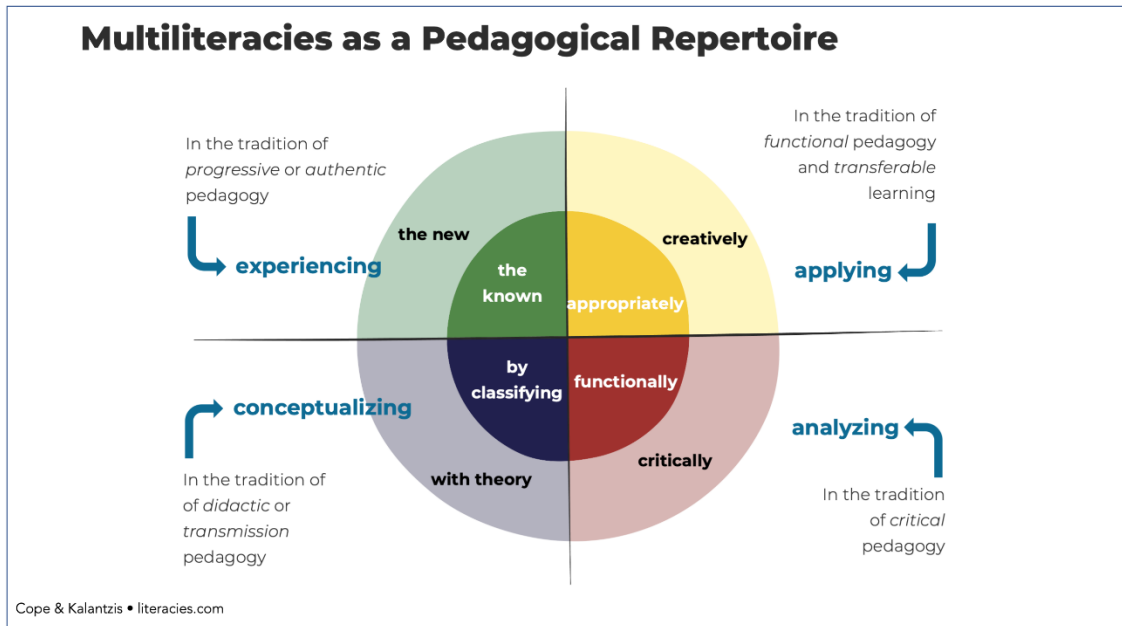 Multiliteracies as a Pedagogical Repertoire
In the tradition of
progressive or authentic
pedagogy
experiencing
the new
the
known
In the tradition of
functional pedagogy
and transferable
learning
applying
creatively
appropriately
conceptualizing
by
classifying
with theory
In the tradition of
of didactic or
transmission
pedagogy
functionally
critically
analyzing
In the tradition
of critical
pedagogy
Cope & Kalantzis • literacies.com